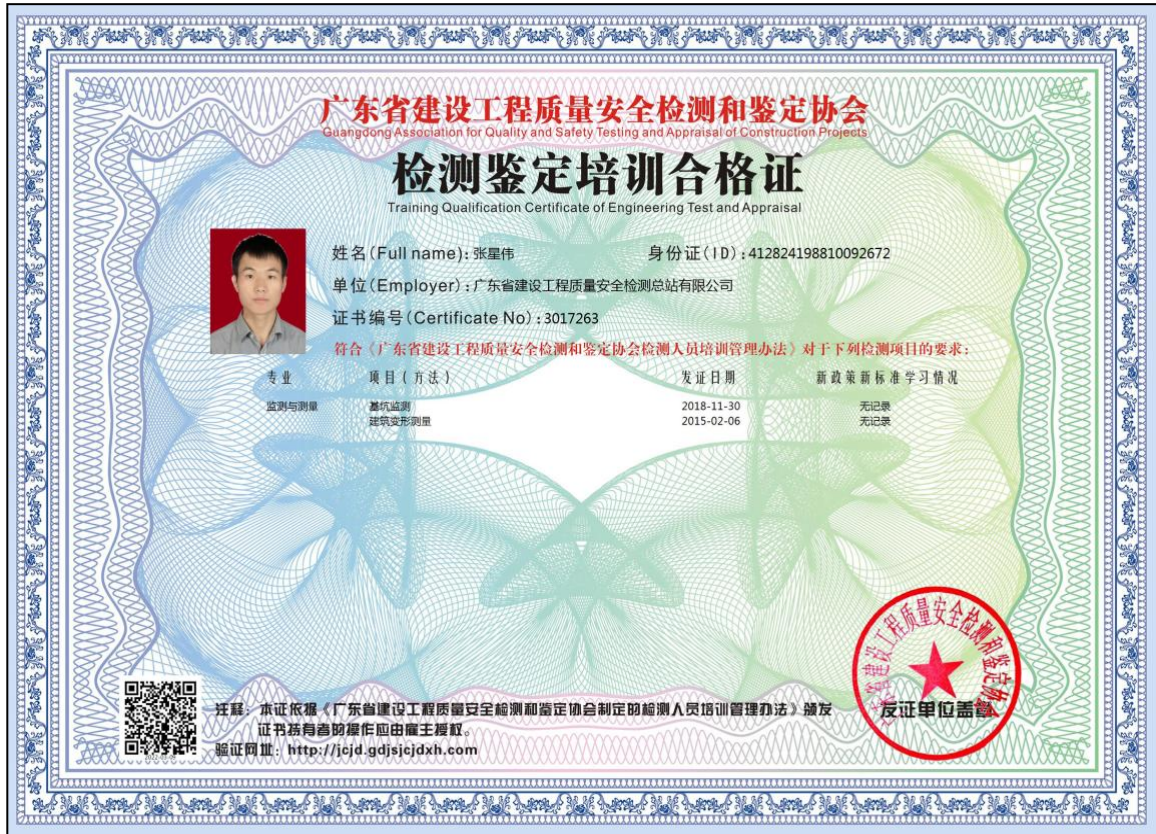 广东省建设工程质量安全检测和鉴定协会
Guangdong Association for Quality and Safety Testing and Appraisal of Construction Projects
检测鉴定培训合格证
Training Qualification Certificate of Engineering Test and Appraisal
姓名(Full name): 张星伟 身份证(ID): 412824198810092672
单位(Employer): 广东省建设工程质量安全检测总站有限公司
证书编号(Certificate No): 3017263
符合《广东省建设工程质量安全检测和鉴定协会检测人员培训管理办法》对于下列检测项目的要求:
专业 项目(方法) 发证日期 新政策新标准学习情况
监测与测量 基坑监测 2018-11-30 无记录
建筑变形测量 2015-02-06 无记录
广东省建设工程质量安全检测和鉴定协会
发证单位盖章
注释: 本证依据《广东省建设工程质量安全检测和鉴定协会制定的检测人员培训管理办法》颁发
证书持有者的操作应由雇主授权。
验证网址: http://jcjd.gdjsjcjdxh.com
2022-03-09